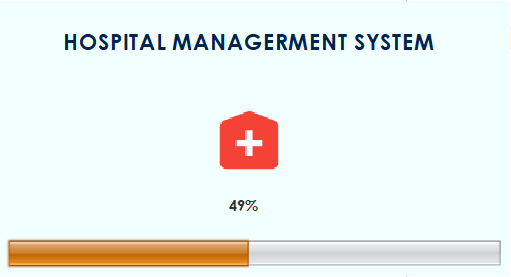 HOSPITAL MANAGERMENT SYSTEM
49%